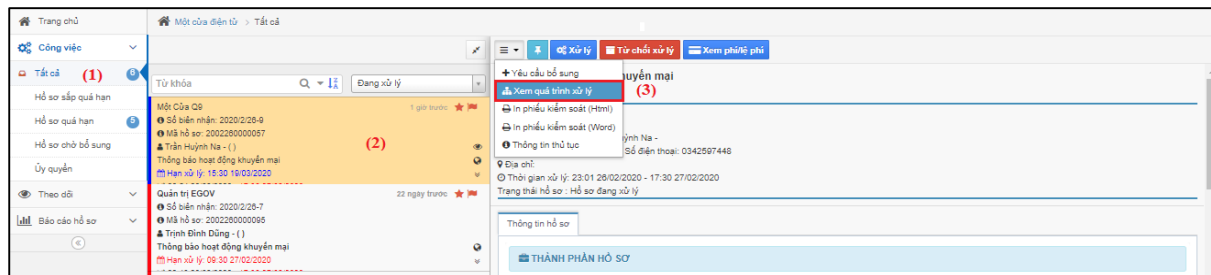 Trang chủ
Một cửa điện tử > Tất cả
Công việc
Tất cả (1) 6
Hồ sơ sắp quá hạn
Hồ sơ quá hạn 5
Hồ sơ chờ bổ sung
Ủy quyền
Theo dõi
Báo cáo hồ sơ
Từ khóa
Đang xử lý
Một Cửa Q9 1 giờ trước
Số biên nhận: 2020/2/26-9
Mã hồ sơ: 2002260000057
Trần Huỳnh Na - ( )
(2)
Thông báo hoạt động khuyến mại
Hạn xử lý: 15:30 19/03/2020
Quản trị EGOV 22 ngày trước
Số biên nhận: 2020/2/26-7
Mã hồ sơ: 2002260000095
Trịnh Đình Dũng - ( )
Thông báo hoạt động khuyến mại
Hạn xử lý: 09:30 27/02/2020
Xử lý Từ chối xử lý Xem phí/lệ phí
Yêu cầu bổ sung
Xem quá trình xử lý (3)
In phiếu kiểm soát (Html)
In phiếu kiểm soát (Word)
Thông tin thủ tục
uyến mại
ỳnh Na -
Số điện thoại: 0342597448
Địa chỉ:
Thời gian xử lý: 23:01 26/02/2020 - 17:30 27/02/2020
Trạng thái hồ sơ : Hồ sơ đang xử lý
Thông tin hồ sơ
THÀNH PHẦN HỒ SƠ